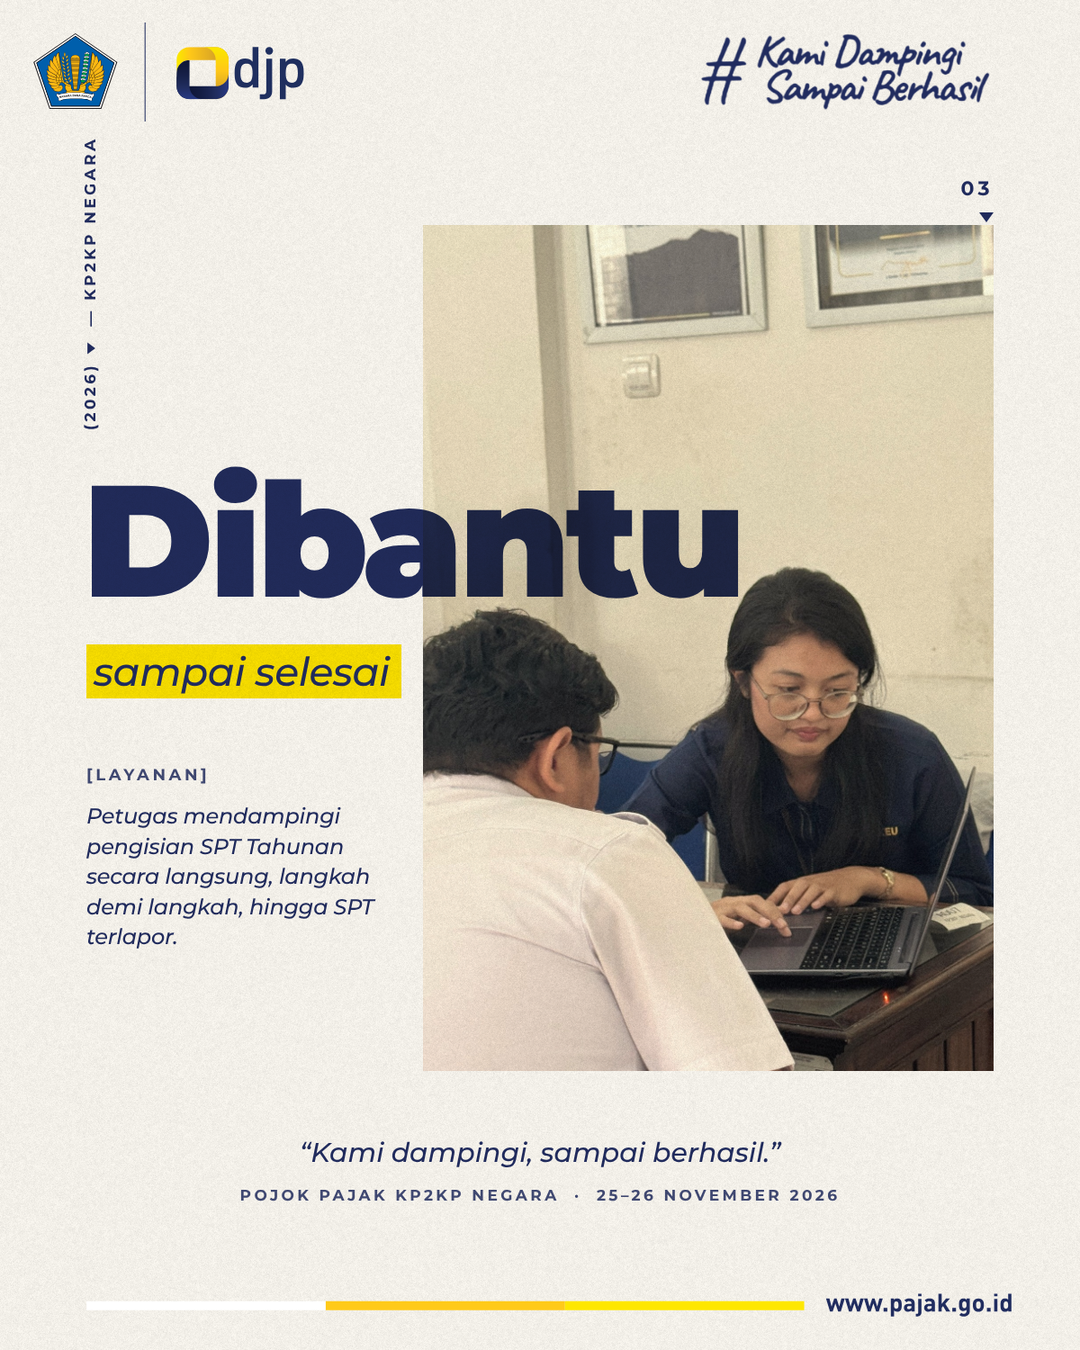 djp
# Kami Dampingi
Sampai Berhasil
(2026) ▼ — KP2KP NEGARA
03
Dibantu
sampai selesai
[LAYANAN]
Petugas mendampingi
pengisian SPT Tahunan
secara langsung, langkah
demi langkah, hingga SPT
terlapor.
“Kami dampingi, sampai berhasil.”
POJOK PAJAK KP2KP NEGARA · 25–26 NOVEMBER 2026
www.pajak.go.id